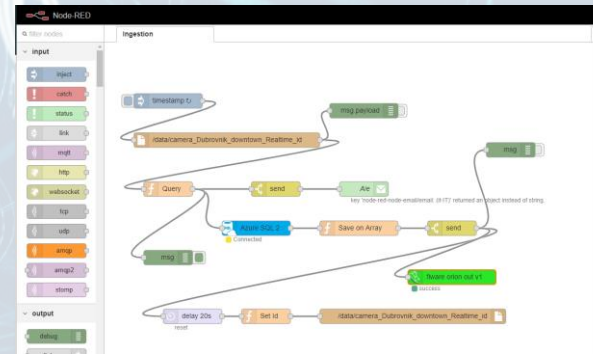 Node-RED
filter nodes
Ingestion
input
inject
catch
status
link
mqtt
http
websocket
tcp
udp
amqp
amqp2
stomp
output
debug
timestamp ↻
msg.payload
/data/camera_Dubrovnik_downtown_Realtime_id
msg
Query
send
Ale
key 'node-red-node-email/email
returned an object instead of string.
Azure SQL 2
Connected
Save on Array
send
msg
fiware orion out v1
success
delay 20s
reset
Set Id
/data/camera_Dubrovnik_downtown_Realtime_id